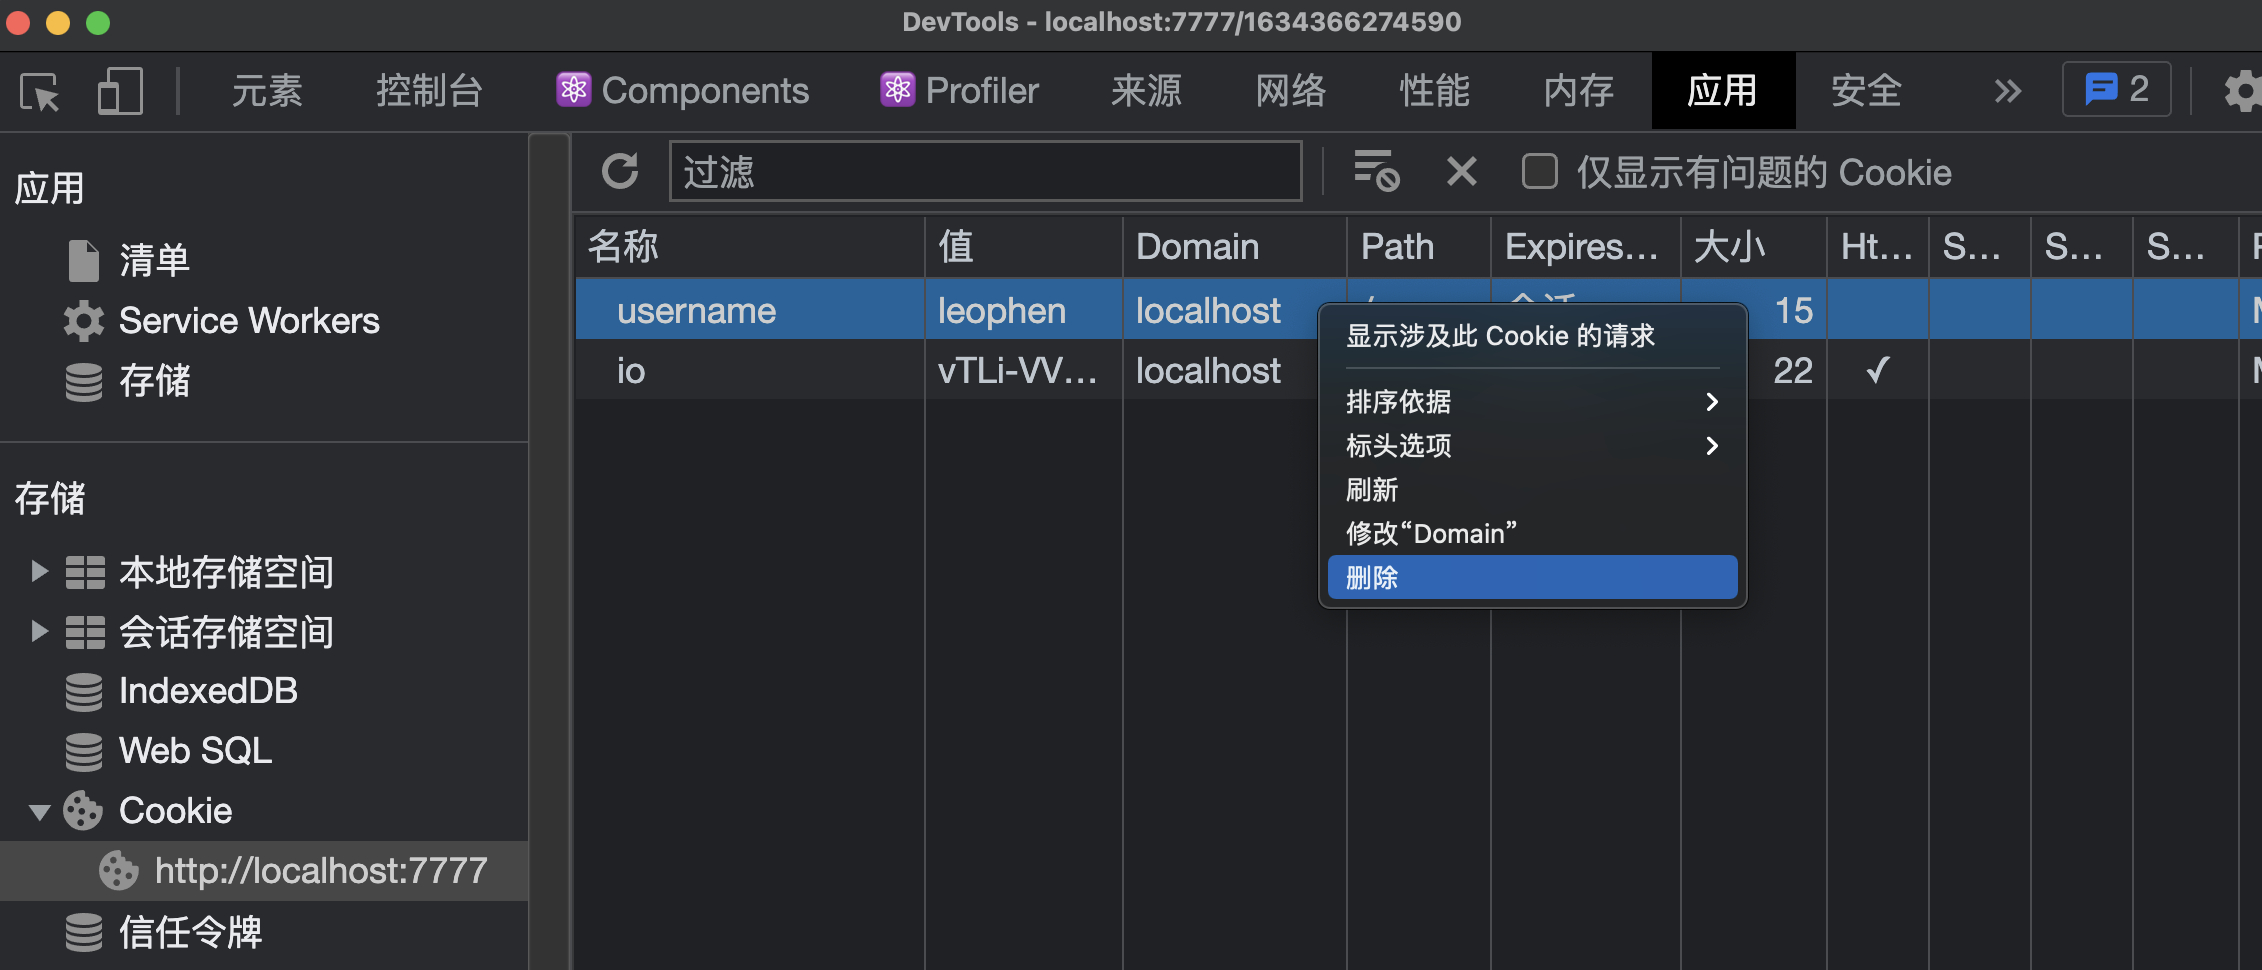 DevTools - localhost:7777/1634366274590
元素 控制台 Components Profiler 来源 网络 性能 内存 应用 安全 2
过滤 仅显示有问题的 Cookie
应用
清单
Service Workers
存储
存储
本地存储空间
会话存储空间
IndexedDB
Web SQL
Cookie
http://localhost:7777
信任令牌
名称 值 Domain Path Expires... 大小 Ht... S... S... S...
username leophen localhost 15
io vTLi-VV... localhost 22 ✓
显示涉及此 Cookie 的请求
排序依据
标头选项
刷新
修改“Domain”
删除